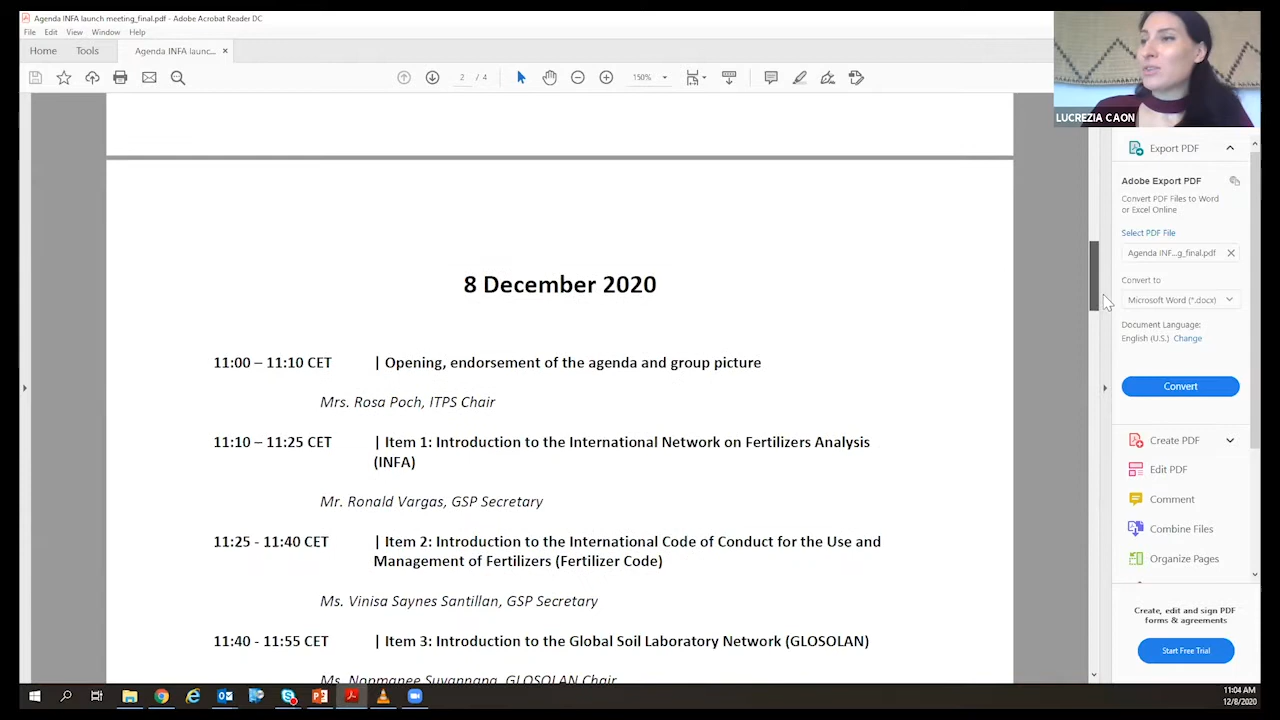 Agenda INFA launch meeting_final.pdf - Adobe Acrobat Reader DC
File Edit View Window Help
Home Tools Agenda INFA launc... ×
2 / 4 150%
LUCREZIA CAON
8 December 2020
11:00 – 11:10 CET | Opening, endorsement of the agenda and group picture
Mrs. Rosa Poch, ITPS Chair
11:10 – 11:25 CET | Item 1: Introduction to the International Network on Fertilizers Analysis
(INFA)
Mr. Ronald Vargas, GSP Secretary
11:25 - 11:40 CET | Item 2: Introduction to the International Code of Conduct for the Use and
Management of Fertilizers (Fertilizer Code)
Ms. Vinisa Saynes Santillan, GSP Secretary
11:40 - 11:55 CET | Item 3: Introduction to the Global Soil Laboratory Network (GLOSOLAN)
Ms. Nopmanee Suvannang, GLOSOLAN Chair
Export PDF
Adobe Export PDF
Convert PDF Files to Word
or Excel Online
Select PDF File
Agenda INF...g_final.pdf ×
Convert to
Microsoft Word (*.docx)
Document Language:
English (U.S.) Change
Convert
Create PDF
Edit PDF
Comment
Combine Files
Organize Pages
Create, edit and sign PDF
forms & agreements
Start Free Trial
11:04 AM
12/8/2020